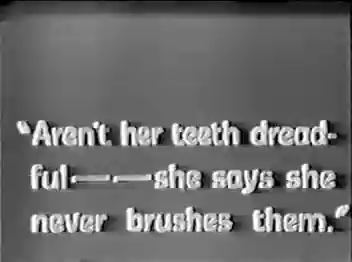 "Aren't her teeth dread-
ful— —she says she
never brushes them."